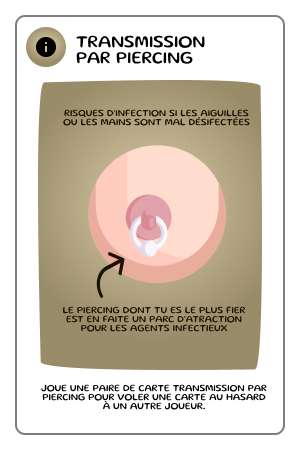 TRANSMISSION
PAR PIERCING
RISQUES D'INFECTION SI LES AIGUILLES
OU LES MAINS SONT MAL DÉSIFECTÉES
LE PIERCING DONT TU ES LE PLUS FIER
EST EN FAITE UN PARC D'ATRACTION
POUR LES AGENTS INFECTIEUX
JOUE UNE PAIRE DE CARTE TRANSMISSION PAR
PIERCING POUR VOLER UNE CARTE AU HASARD
À UN AUTRE JOUEUR.